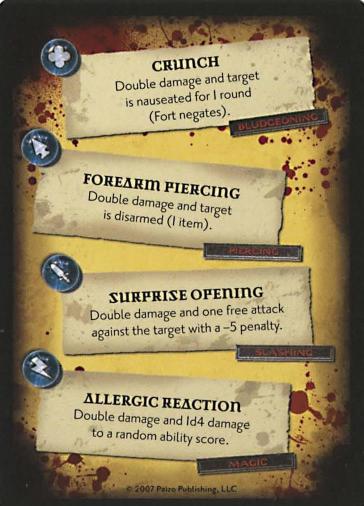 CRUNCH
Double damage and target
is nauseated for 1 round
(Fort negates).
BLUDGEONING
FOREARM PIERCING
Double damage and target
is disarmed (1 item).
PIERCING
SURPRISE OPENING
Double damage and one free attack
against the target with a –5 penalty.
SLASHING
ALLERGIC REACTION
Double damage and 1d4 damage
to a random ability score.
MAGIC
© 2007 Paizo Publishing, LLC